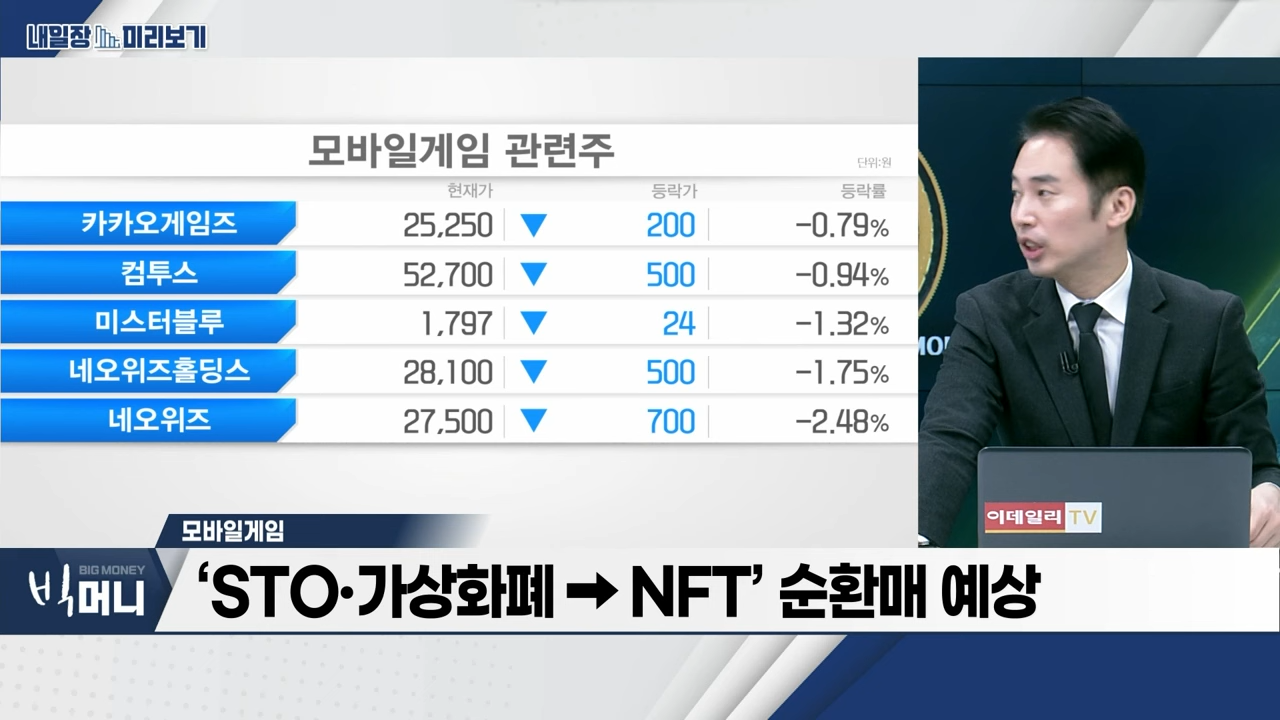 내일장 미리보기
모바일게임 관련주
단위:원
현재가 등락가 등락률
카카오게임즈 25,250 ▼ 200 -0.79%
컴투스 52,700 ▼ 500 -0.94%
미스터블루 1,797 ▼ 24 -1.32%
네오위즈홀딩스 28,100 ▼ 500 -1.75%
네오위즈 27,500 ▼ 700 -2.48%
이데일리TV
모바일게임
BIG MONEY
빅머니
‘STO·가상화폐 ➡ NFT’ 순환매 예상